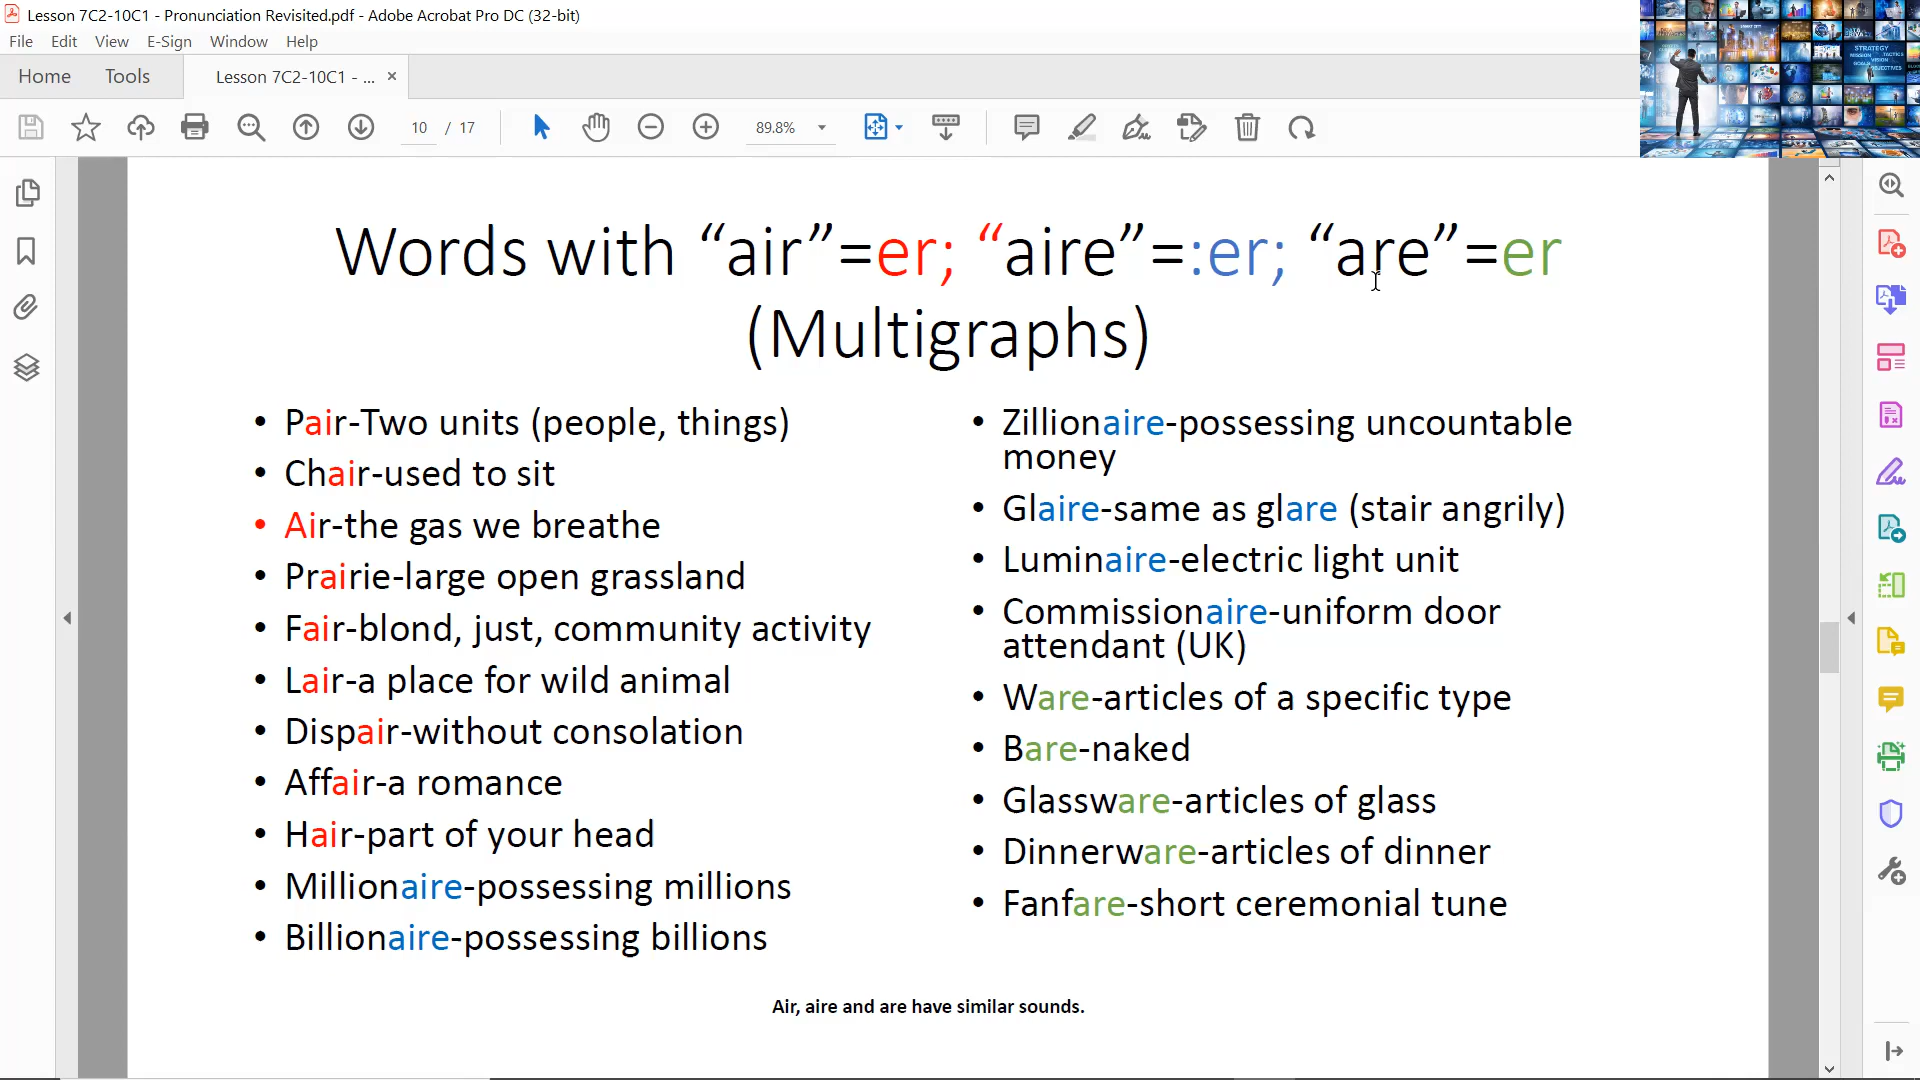 Lesson 7C2-10C1 - Pronunciation Revisited.pdf - Adobe Acrobat Pro DC (32-bit)
File Edit View E-Sign Window Help
Home Tools Lesson 7C2-10C1 - ... ×
10 / 17 89.8%
STRATEGY
MISSION
TACTICS
VISION
GOALS
OBJECTIVES
Words with “air”=er; “aire”=:er; “are”=er
(Multigraphs)
• Pair-Two units (people, things)
• Chair-used to sit
• Air-the gas we breathe
• Prairie-large open grassland
• Fair-blond, just, community activity
• Lair-a place for wild animal
• Dispair-without consolation
• Affair-a romance
• Hair-part of your head
• Millionaire-possessing millions
• Billionaire-possessing billions
• Zillionaire-possessing uncountable
money
• Glaire-same as glare (stair angrily)
• Luminaire-electric light unit
• Commissionaire-uniform door
attendant (UK)
• Ware-articles of a specific type
• Bare-naked
• Glassware-articles of glass
• Dinnerware-articles of dinner
• Fanfare-short ceremonial tune
Air, aire and are have similar sounds.